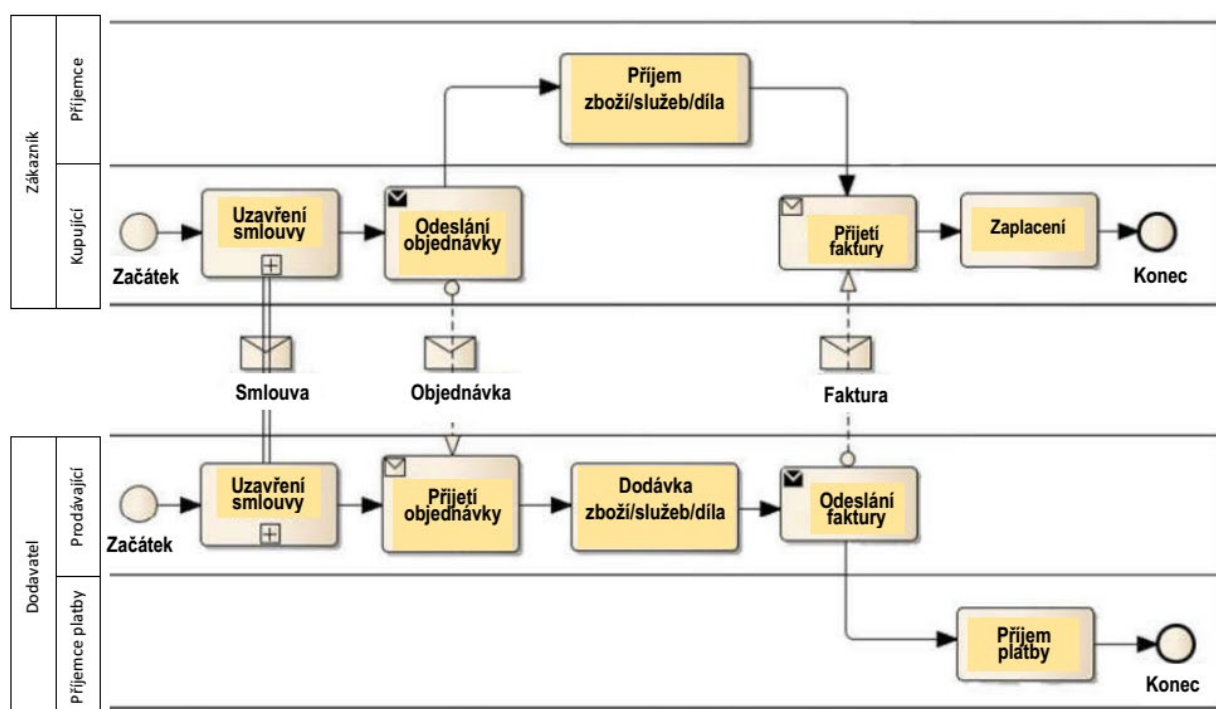 Zákazník
Příjemce
Příjem
zboží/služeb/díla
Kupující
Začátek
Uzavření
smlouvy
Odeslání
objednávky
Přijetí
faktury
Zaplacení
Konec
Smlouva
Objednávka
Faktura
Dodavatel
Prodávající
Začátek
Uzavření
smlouvy
Přijetí
objednávky
Dodávka
zboží/služeb/díla
Odeslání
faktury
Příjemce platby
Příjem
platby
Konec